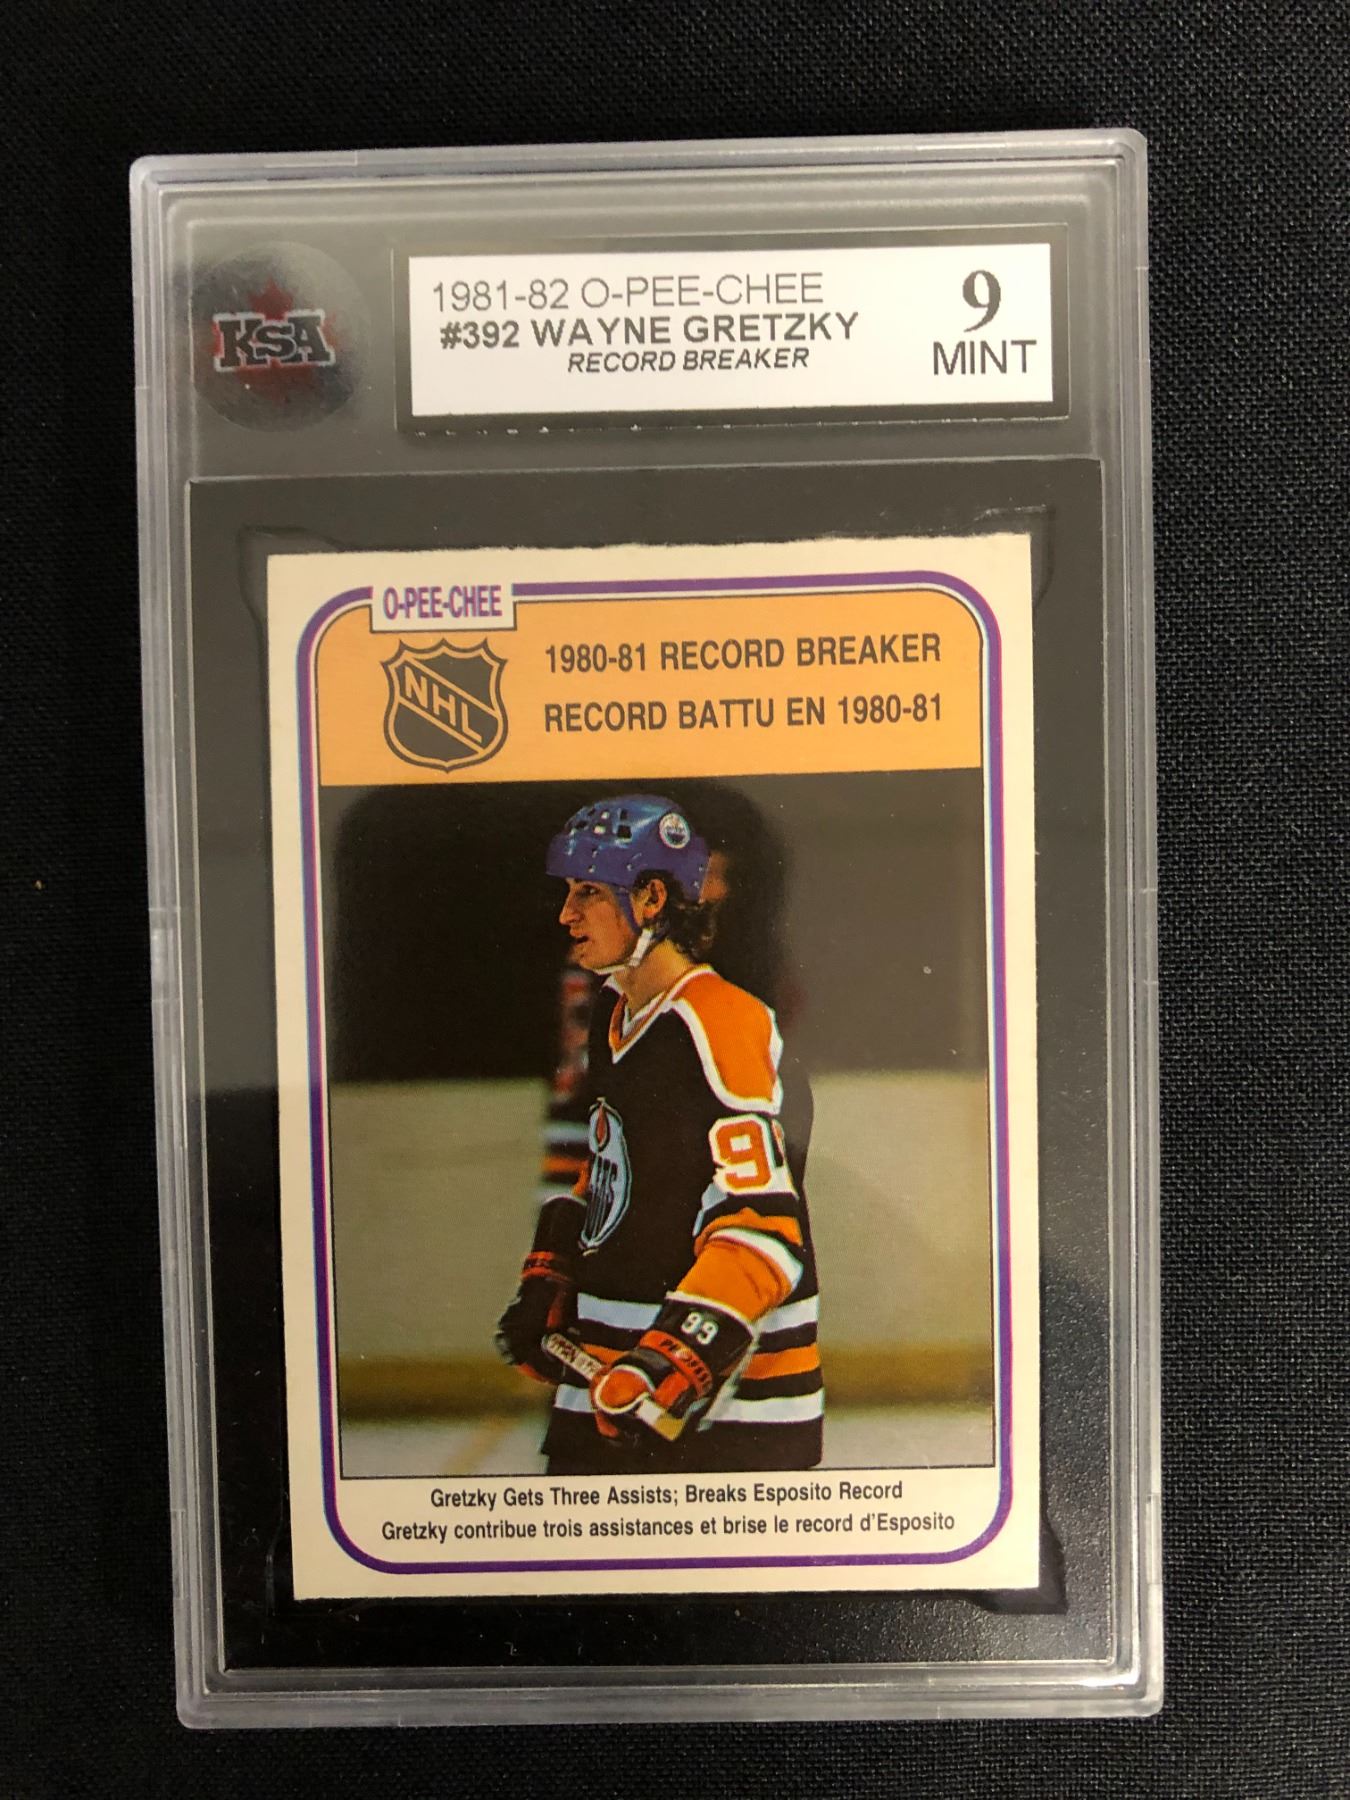 KSA
1981-82 O-PEE-CHEE
#392 WAYNE GRETZKY
RECORD BREAKER
9
MINT
O-PEE-CHEE
NHL
1980-81 RECORD BREAKER
RECORD BATTU EN 1980-81
99
Gretzky Gets Three Assists; Breaks Esposito Record
Gretzky contribue trois assistances et brise le record d'Esposito